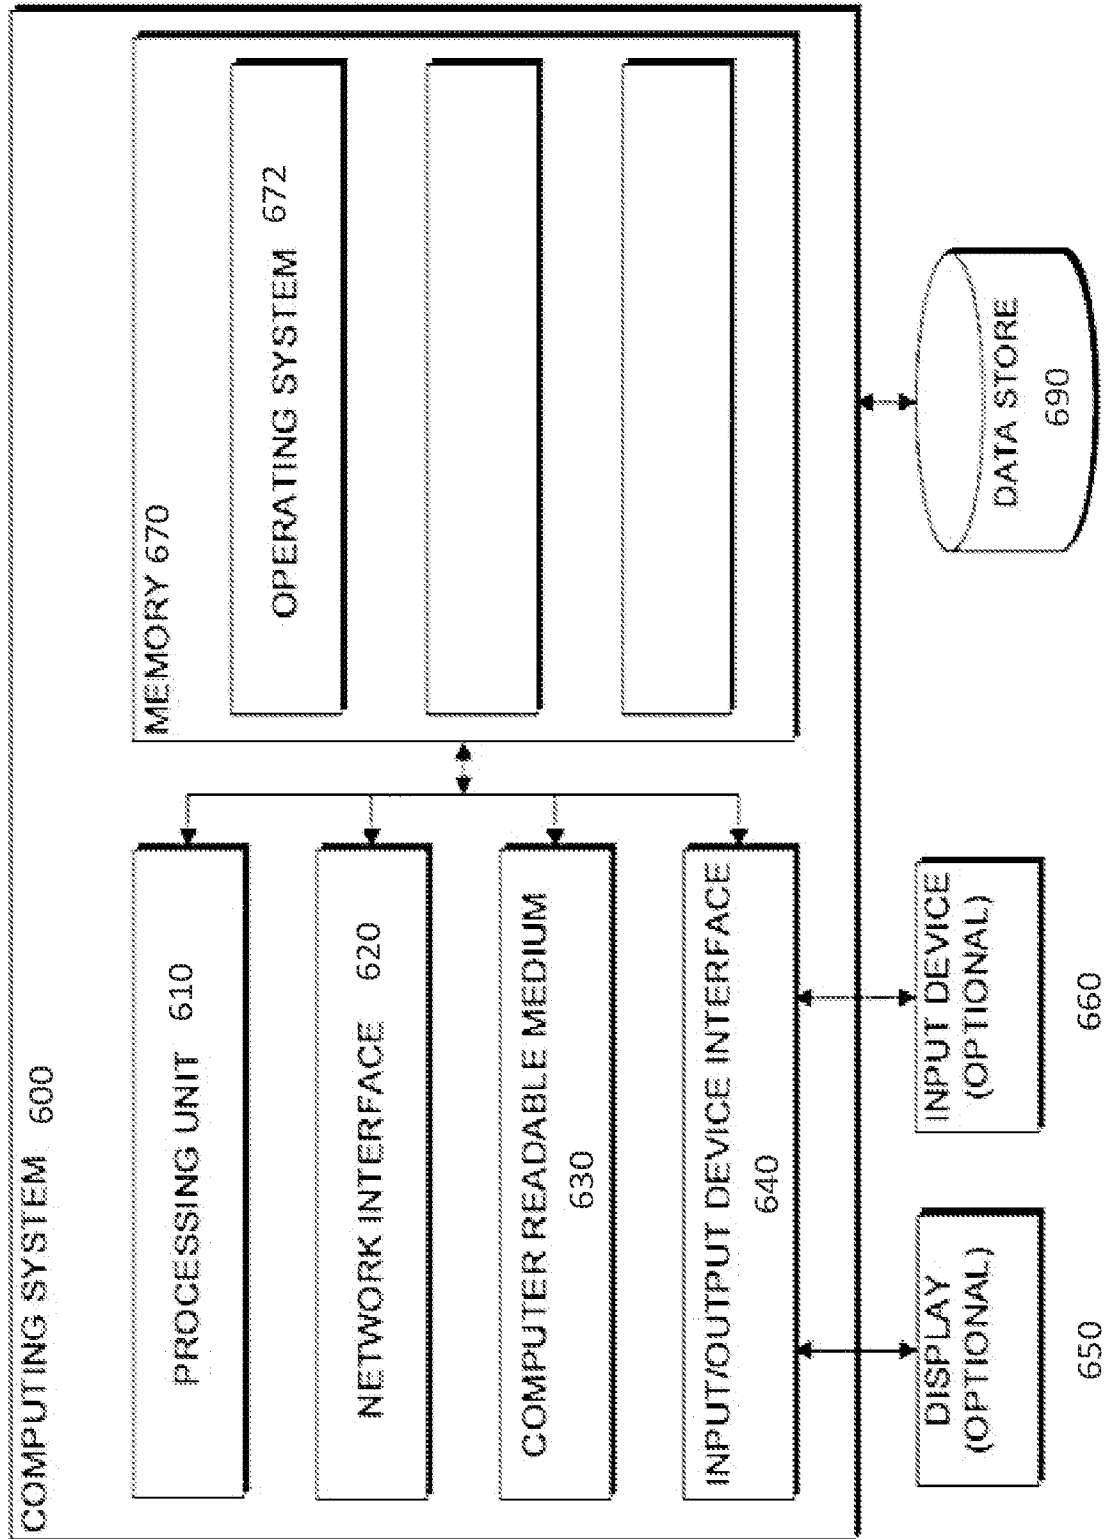 COMPUTING SYSTEM 600
PROCESSING UNIT 610
NETWORK INTERFACE 620
COMPUTER READABLE MEDIUM
630
INPUT/OUTPUT DEVICE INTERFACE
640
MEMORY 670
OPERATING SYSTEM 672
DISPLAY
(OPTIONAL)
650
INPUT DEVICE
(OPTIONAL)
660
DATA STORE
690